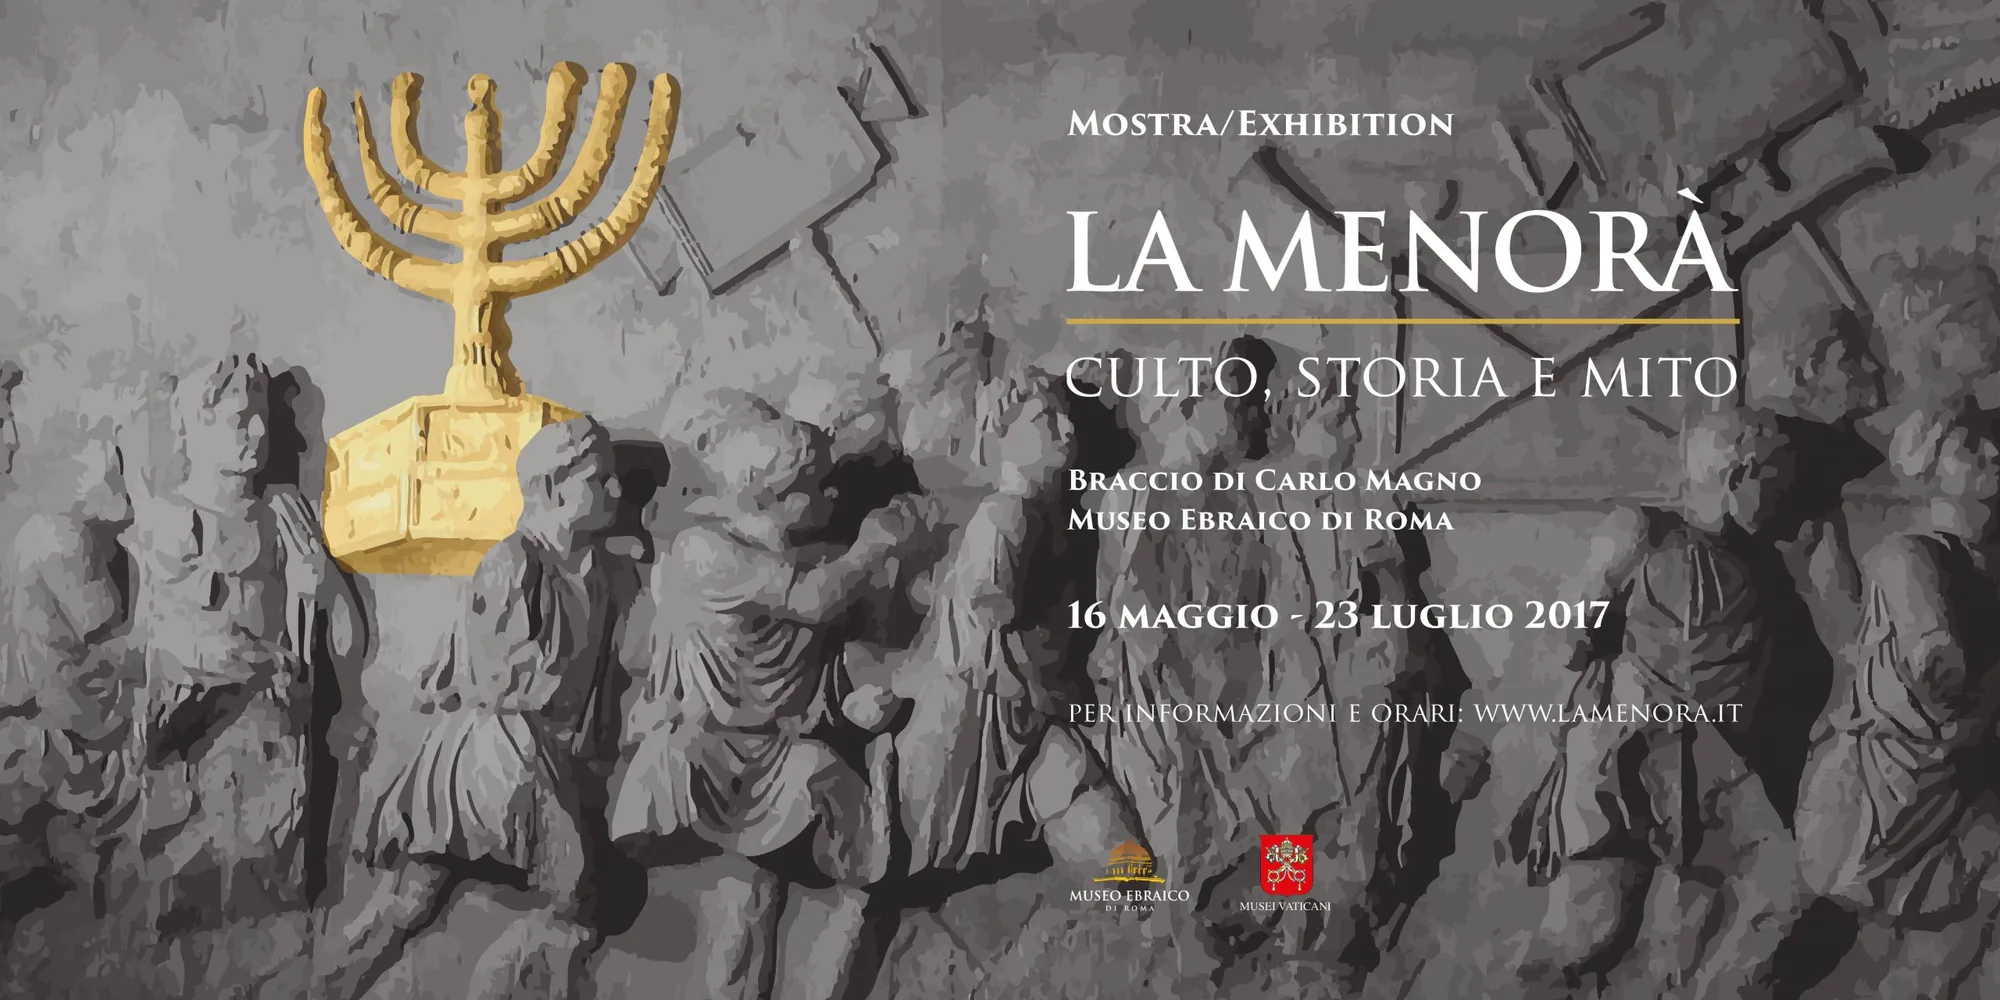 Mostra/Exhibition
La Menorà
culto, storia e mito
Braccio di Carlo Magno
Museo Ebraico di Roma
16 maggio - 23 luglio 2017
per informazioni e orari: www.lamenora.it
MUSEO EBRAICO
DI ROMA
MUSEI VATICANI